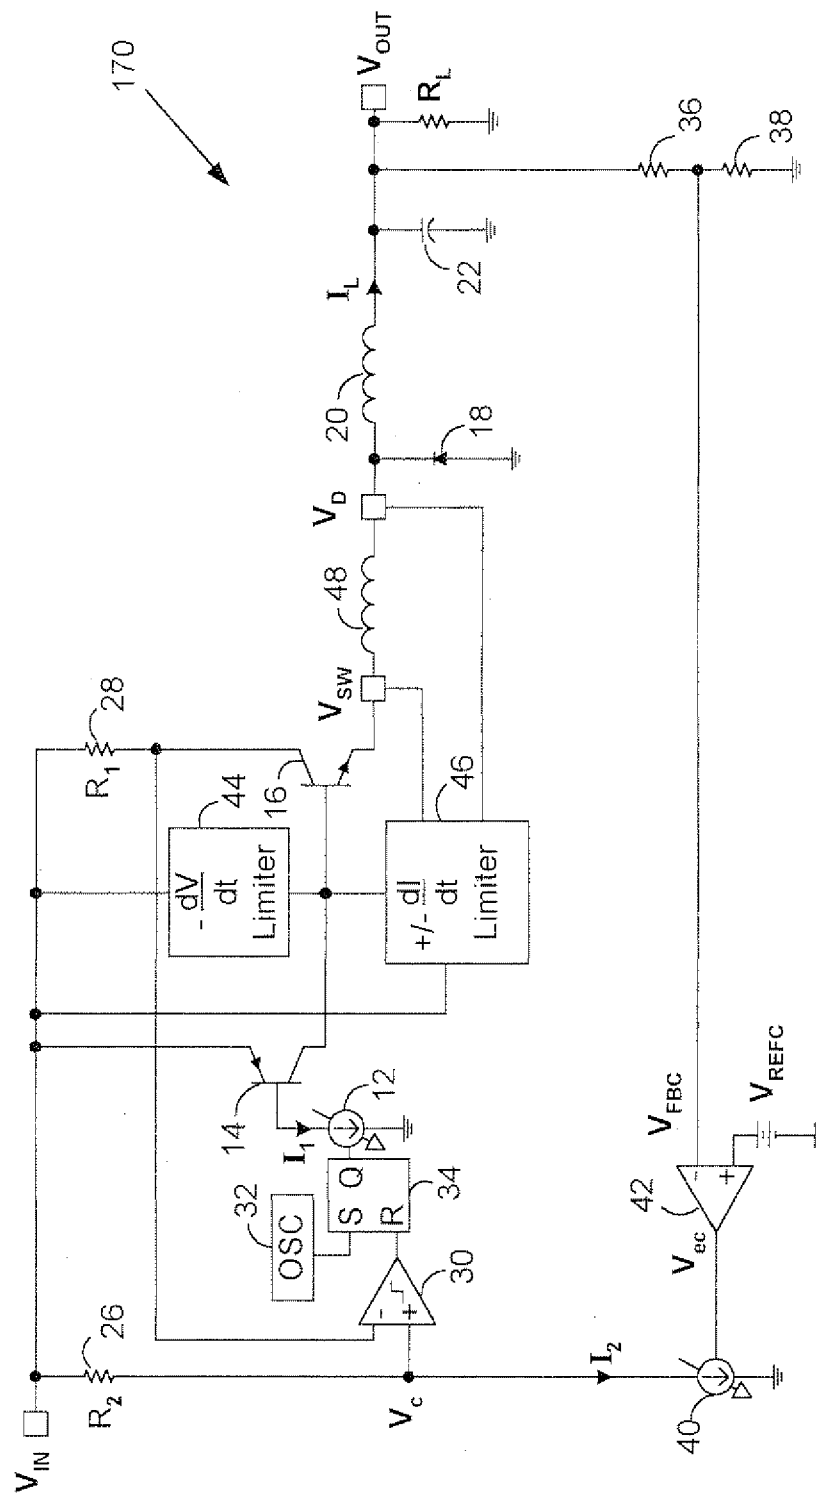 170
V_IN
R_2
26
R_1
28
44
- dV
dt
Limiter
14
16
I_1
12
OSC
32
S
Q
R
34
-
+
30
+/- dI
dt
Limiter
46
V_SW
48
V_D
20
18
I_L
22
V_OUT
R_L
36
38
V_C
I_2
40
V_ec
42
-
+
V_FBC
V_REFC